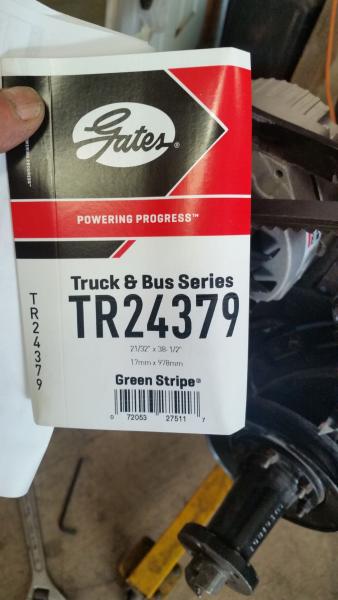 Gates®
POWERING PROGRESS™
Truck & Bus Series
TR24379
21/32" x 38-1/2"
17mm x 978mm
Green Stripe®
0 72053 27511 7
TR24379